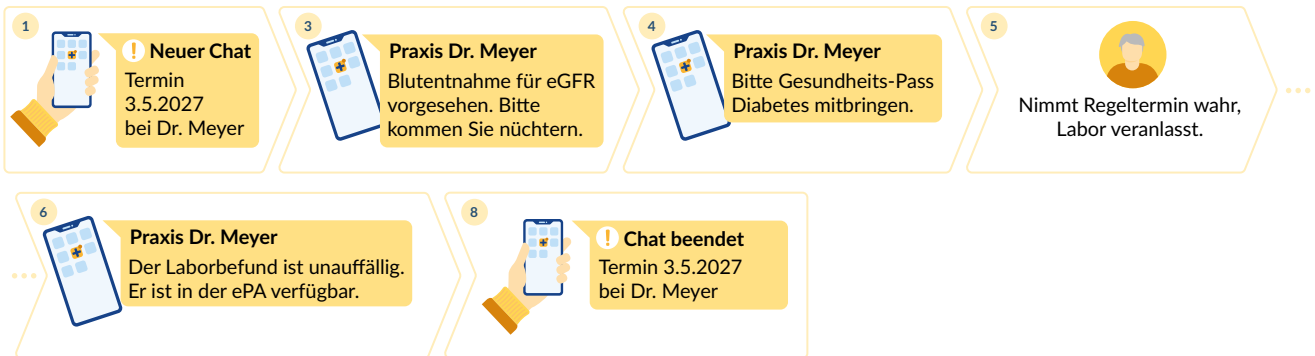 1
Neuer Chat
Termin
3.5.2027
bei Dr. Meyer
3
Praxis Dr. Meyer
Blutentnahme für eGFR
vorgesehen. Bitte
kommen Sie nüchtern.
4
Praxis Dr. Meyer
Bitte Gesundheits-Pass
Diabetes mitbringen.
5
Nimmt Regeltermin wahr,
Labor veranlasst.
6
Praxis Dr. Meyer
Der Laborbefund ist unauffällig.
Er ist in der ePA verfügbar.
8
Chat beendet
Termin 3.5.2027
bei Dr. Meyer